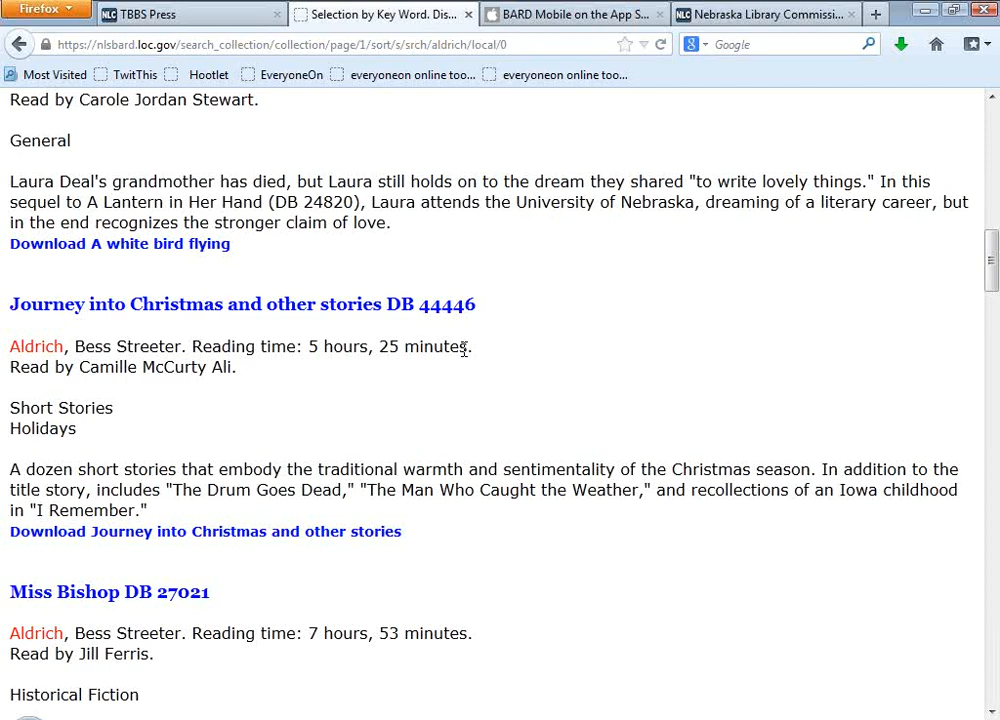 Firefox
TBBS Press
Selection by Key Word. Dis...
BARD Mobile on the App S...
Nebraska Library Commissi...
https://nlsbard.loc.gov/search_collection/collection/page/1/sort/s/srch/aldrich/local/0
Google
Most Visited
TwitThis
Hootlet
EveryoneOn
everyoneon online too...
everyoneon online too...
Read by Carole Jordan Stewart.
General
Laura Deal's grandmother has died, but Laura still holds on to the dream they shared "to write lovely things." In this
sequel to A Lantern in Her Hand (DB 24820), Laura attends the University of Nebraska, dreaming of a literary career, but
in the end recognizes the stronger claim of love.
Download A white bird flying
Journey into Christmas and other stories DB 44446
Aldrich, Bess Streeter. Reading time: 5 hours, 25 minutes.
Read by Camille McCurty Ali.
Short Stories
Holidays
A dozen short stories that embody the traditional warmth and sentimentality of the Christmas season. In addition to the
title story, includes "The Drum Goes Dead," "The Man Who Caught the Weather," and recollections of an Iowa childhood
in "I Remember."
Download Journey into Christmas and other stories
Miss Bishop DB 27021
Aldrich, Bess Streeter. Reading time: 7 hours, 53 minutes.
Read by Jill Ferris.
Historical Fiction